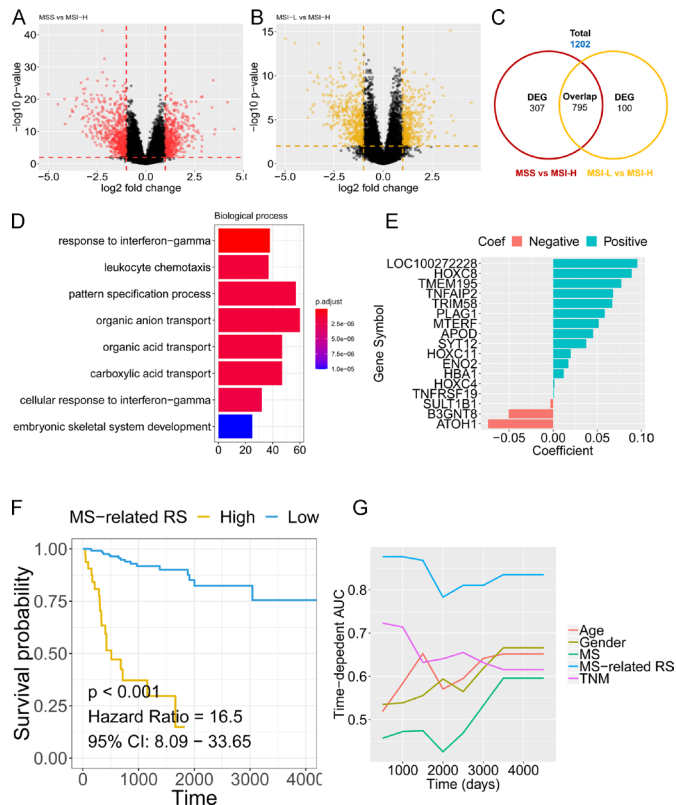 A
MSS vs MSI-H
−log10 p−value
40
30
20
10
0
−5.0
−2.5
0.0
2.5
5.(
log2 fold change
B
MSI-L vs MSI-H
−log10 p−value
15
10
5
0
−5.0
−2.5
0.0
2.5
5.0
log2 fold change
C
Total
1202
DEG
307
Overlap
795
DEG
100
MSS vs MSI-H
MSI-L vs MSI-H
D
Biological process
response to interferon−gamma
leukocyte chemotaxis
pattern specification process
organic anion transport
organic acid transport
carboxylic acid transport
cellular response to interferon−gamma
embryonic skeletal system development
0 20 40 60
p.adjust
2.5e−06
5.0e−06
7.5e−06
1.0e−05
E
Coef Negative Positive
Gene Symbol
LOC100272228
HOXC8
TMEM195
TNFAIP2
TRIM58
PLAG1
MTERF
APOD
SYT12
HOXC11
ENO2
HBA1
HOXC4
TNFRSF19
SULT1B1
B3GNT8
ATOH1
−0.05 0.00 0.05 0.10
Coefficient
F
MS−related RS High Low
Survival probability
1.00
0.75
0.50
0.25
0.00
p < 0.001
Hazard Ratio = 16.5
95% CI: 8.09 − 33.65
0 1000 2000 3000 4000
Time
G
Time−depedent AUC
0.8
0.7
0.6
0.5
1000 2000 3000 4000
Time (days)
Age
Gender
MS
MS−related RS
TNM